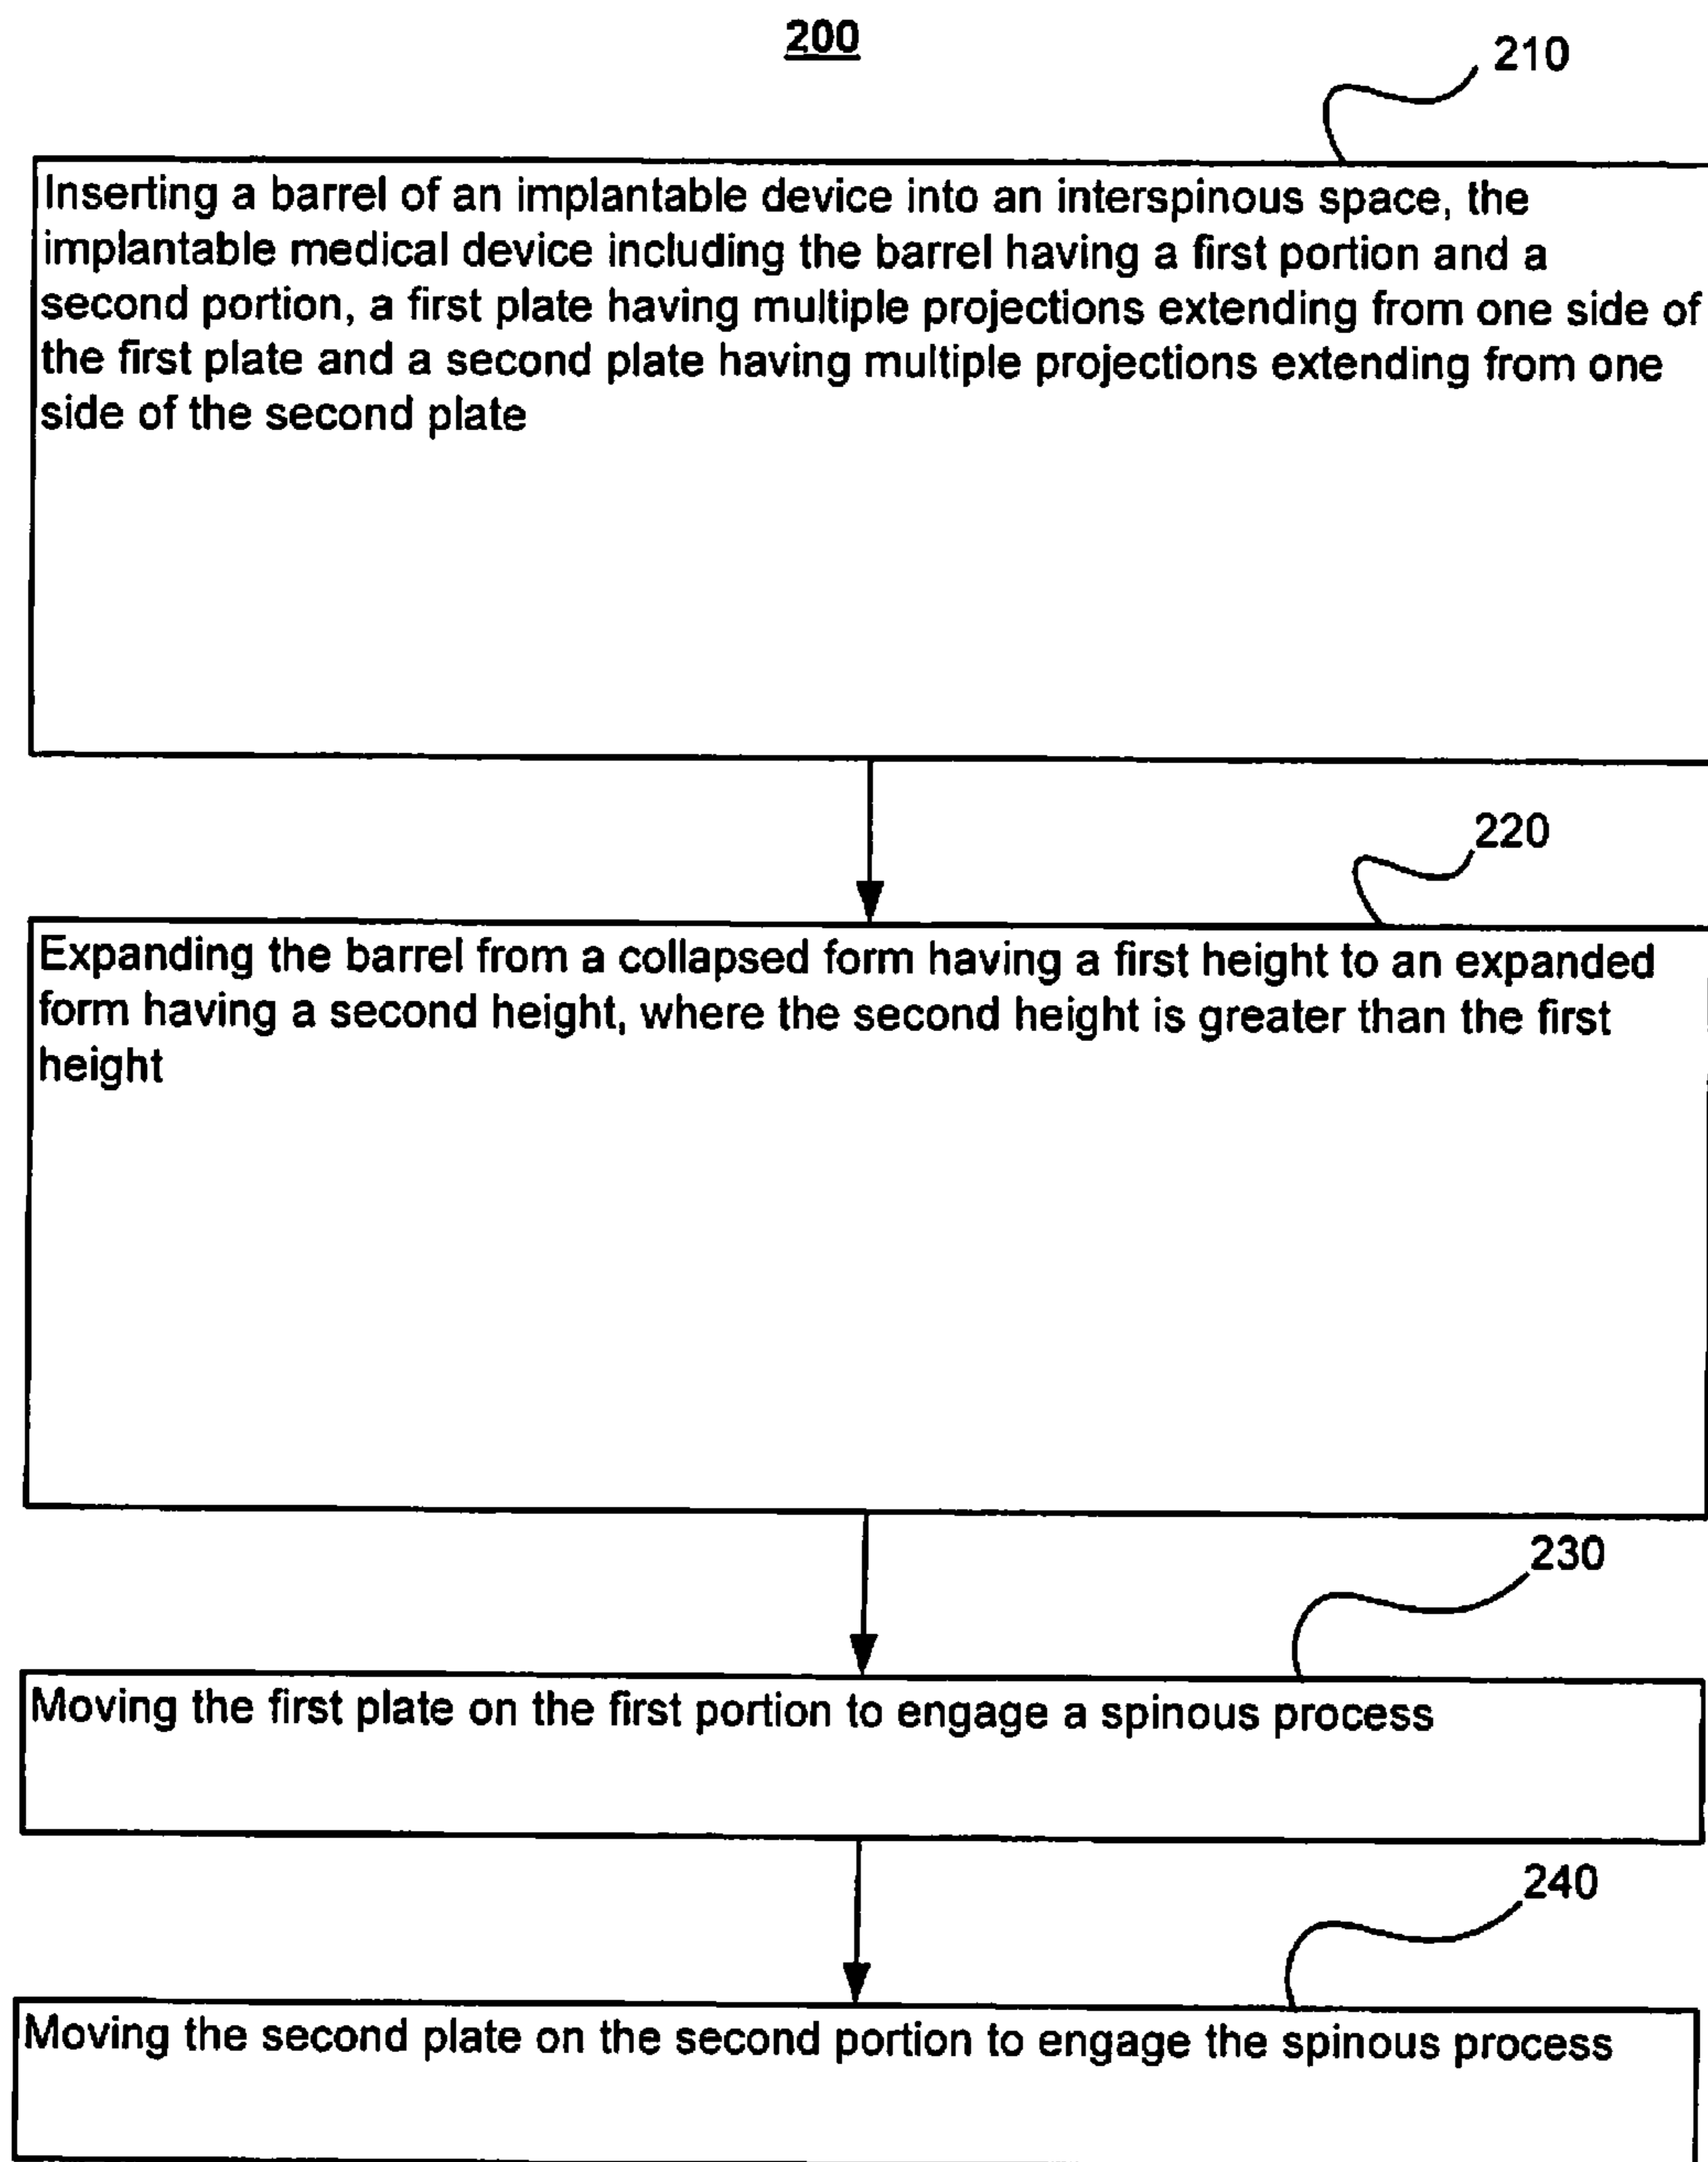 200
210
Inserting a barrel of an implantable device into an interspinous space, the
implantable medical device including the barrel having a first portion and a
second portion, a first plate having multiple projections extending from one side of
the first plate and a second plate having multiple projections extending from one
side of the second plate
220
Expanding the barrel from a collapsed form having a first height to an expanded
form having a second height, where the second height is greater than the first
height
230
Moving the first plate on the first portion to engage a spinous process
240
Moving the second plate on the second portion to engage the spinous process